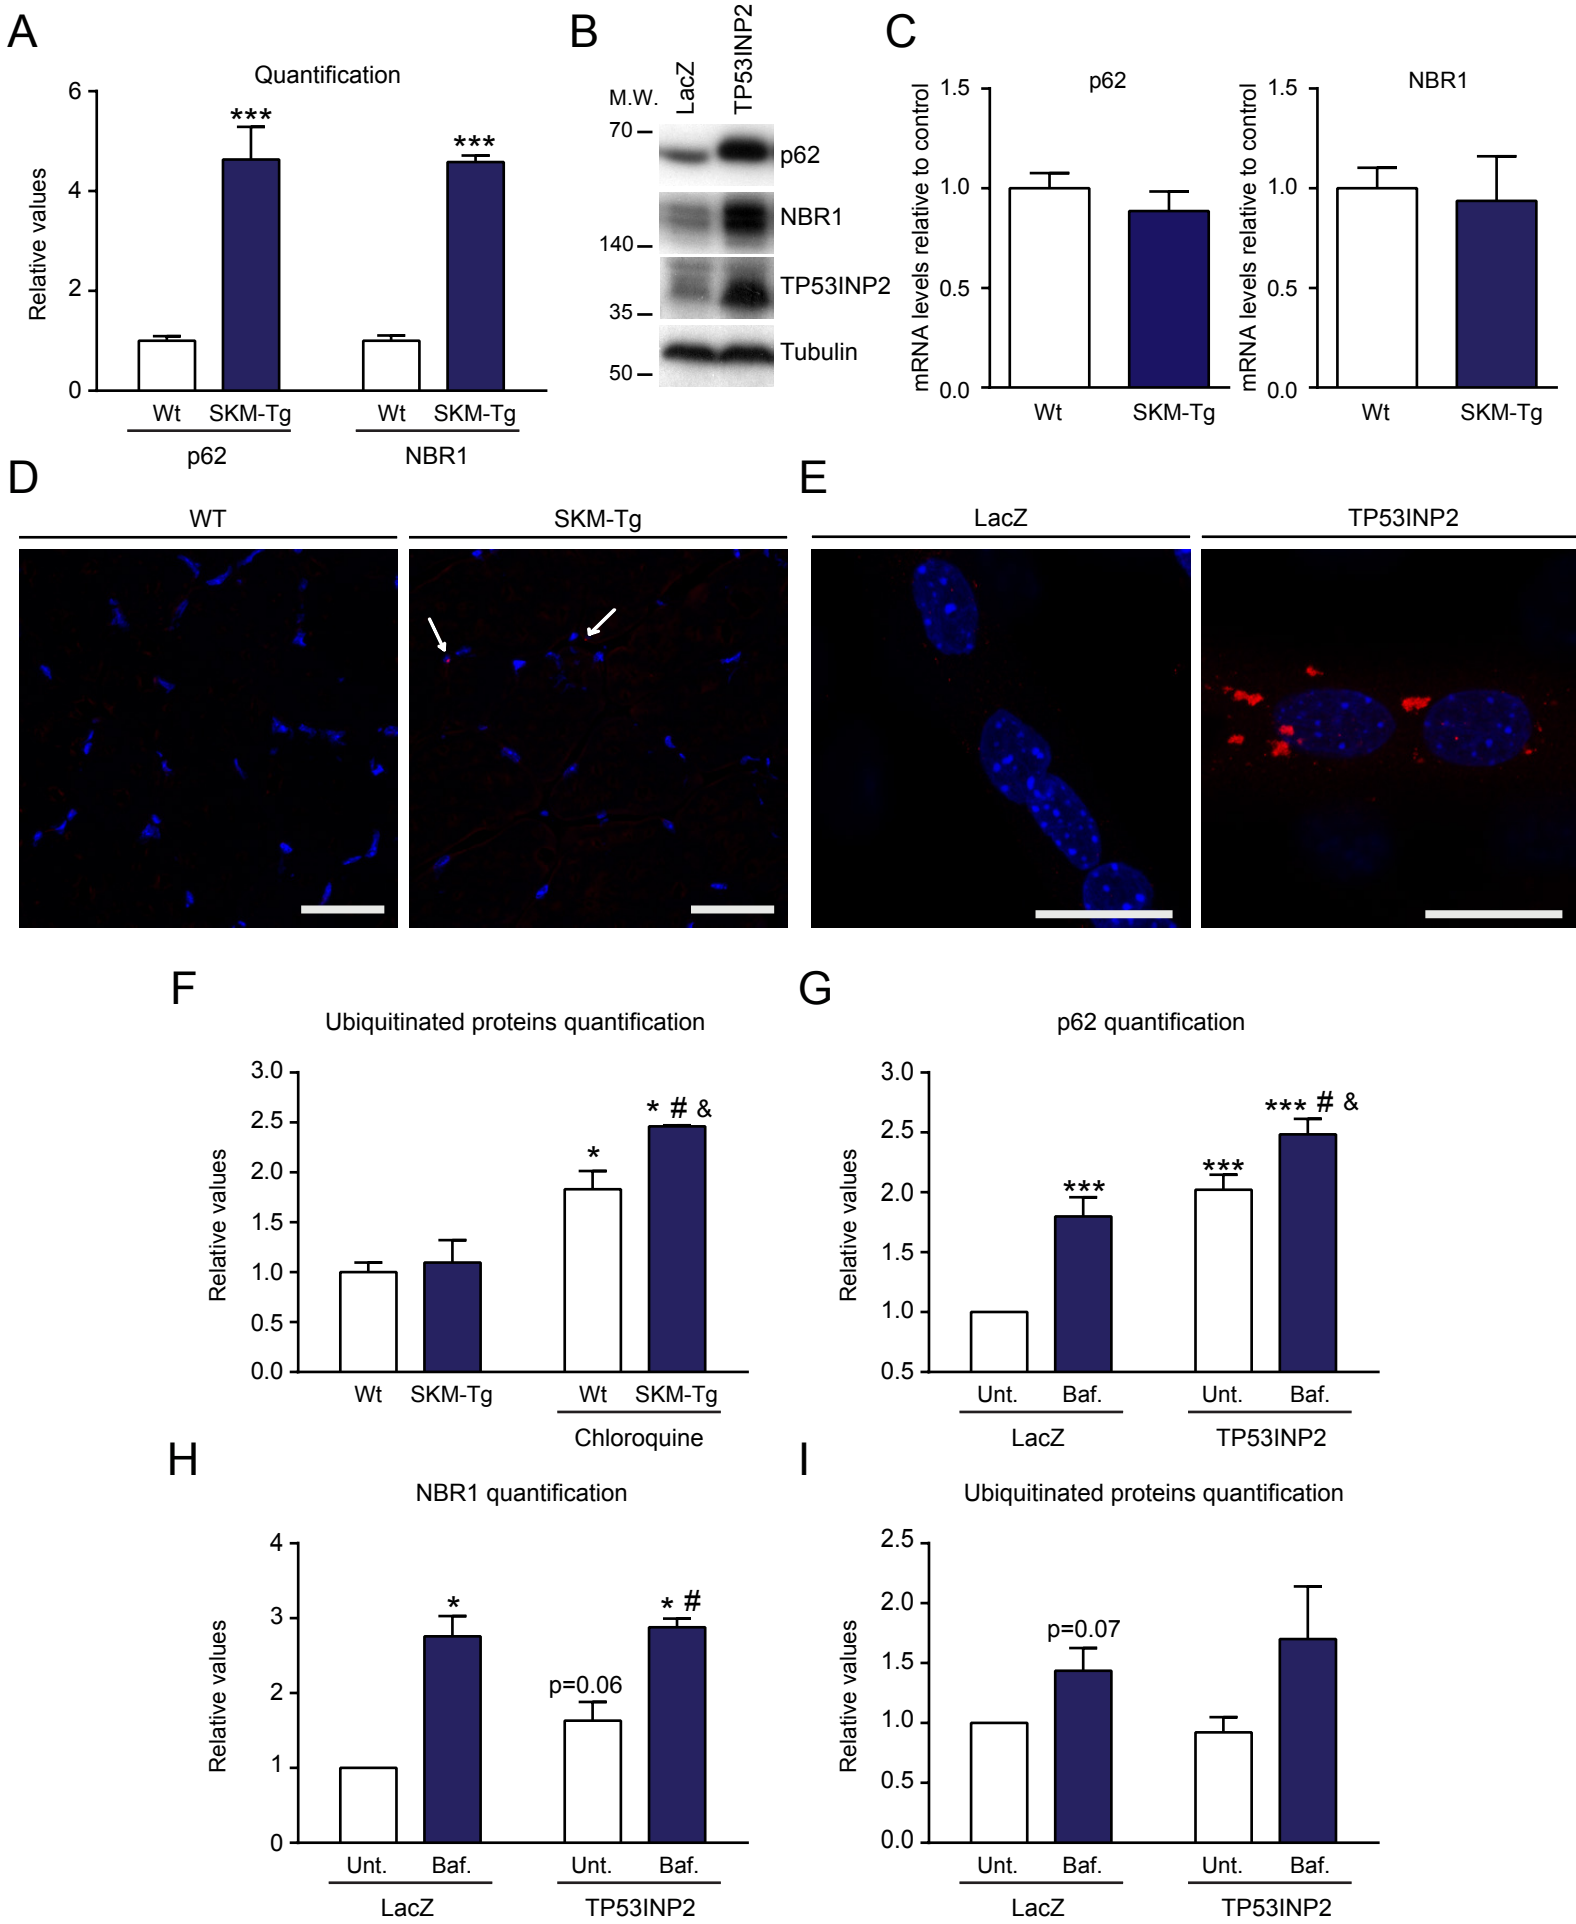 A
Quantification
6
4
2
0
Relative values
***
***
Wt SKM-Tg Wt SKM-Tg
p62 NBR1
B
M.W.
LacZ
TP53INP2
70
p62
NBR1
140
TP53INP2
35
Tubulin
50
C
p62
1.5
1.0
0.5
0.0
mRNA levels relative to control
Wt SKM-Tg
NBR1
1.5
1.0
0.5
0.0
mRNA levels relative to control
Wt SKM-Tg
D
WT SKM-Tg
E
LacZ TP53INP2
F
Ubiquitinated proteins quantification
3.0
2.5
2.0
1.5
1.0
0.5
0.0
Relative values
*
* # &
Wt SKM-Tg Wt SKM-Tg
Chloroquine
G
p62 quantification
3.0
2.5
2.0
1.5
1.0
0.5
Relative values
***
***
*** # &
Unt. Baf. Unt. Baf.
LacZ TP53INP2
H
NBR1 quantification
4
3
2
1
0
Relative values
*
p=0.06
* #
Unt. Baf. Unt. Baf.
LacZ TP53INP2
I
Ubiquitinated proteins quantification
2.5
2.0
1.5
1.0
0.5
0.0
Relative values
p=0.07
Unt. Baf. Unt. Baf.
LacZ TP53INP2